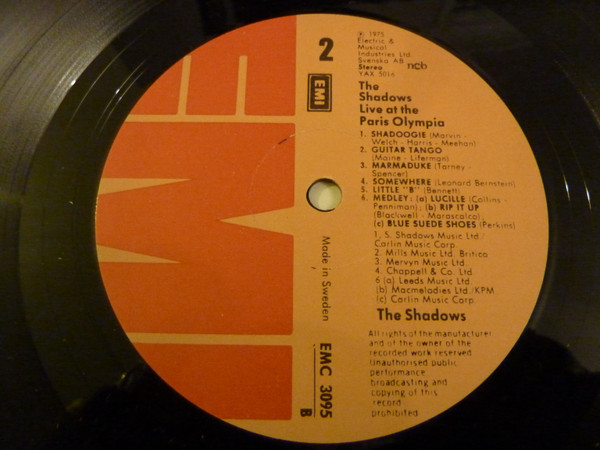 2
℗ 1975
Electric &
Musical
Industries Ltd.
Svenska AB
Stereo
ncb
YAX 5016
EMI
The
Shadows
Live at the
Paris Olympia
1. SHADOOGIE (Marvin -
Welch - Harris - Meehan)
2. GUITAR TANGO
(Maine - Liferman)
3. MARMADUKE (Tarney -
Spencer)
4. SOMEWHERE (Leonard Bernstein)
5. LITTLE "B" (Bennett)
6. MEDLEY: (a) LUCILLE (Collins -
Penniman); (b) RIP IT UP
(Blackwell - Marascalco);
(c) BLUE SUEDE SHOES (Perkins)
1, 5. Shadows Music Ltd./
Carlin Music Corp.
2. Mills Music Ltd. Britico
3. Mervyn Music Ltd.
4. Chappell & Co. Ltd.
6 (a) Leeds Music Ltd.
(b) Macmelodies Ltd./KPM
(c) Carlin Music Corp.
The Shadows
All rights of the manufacturer
and of the owner of the
recorded work reserved
Unauthorised public
performance,
broadcasting and
copying of this
record
prohibited
Made in Sweden
EMC 3095
B
EMI